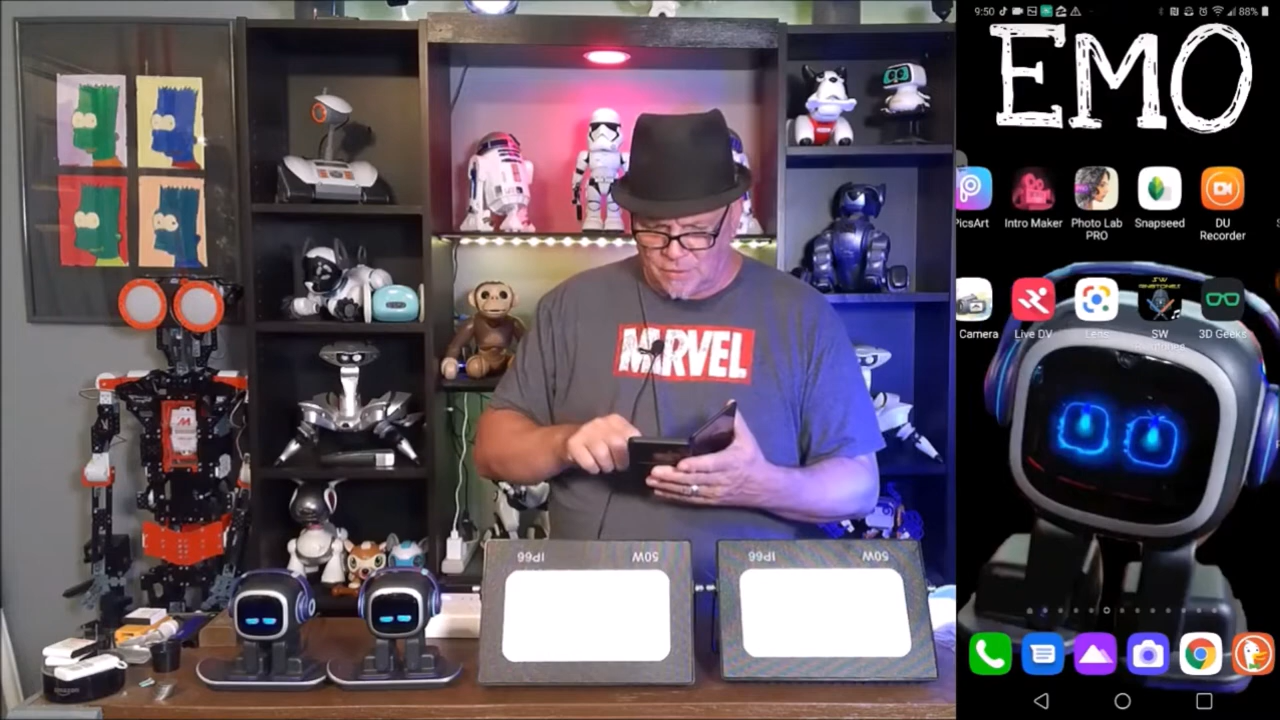 9:50
88%
EMO
PicsArt
Intro Maker
Photo Lab
PRO
Snapseed
DU
Recorder
Camera
Live DV
Lens
SW
3D Geeks
MARVEL
IP66
50W
IP66
50W
amazon